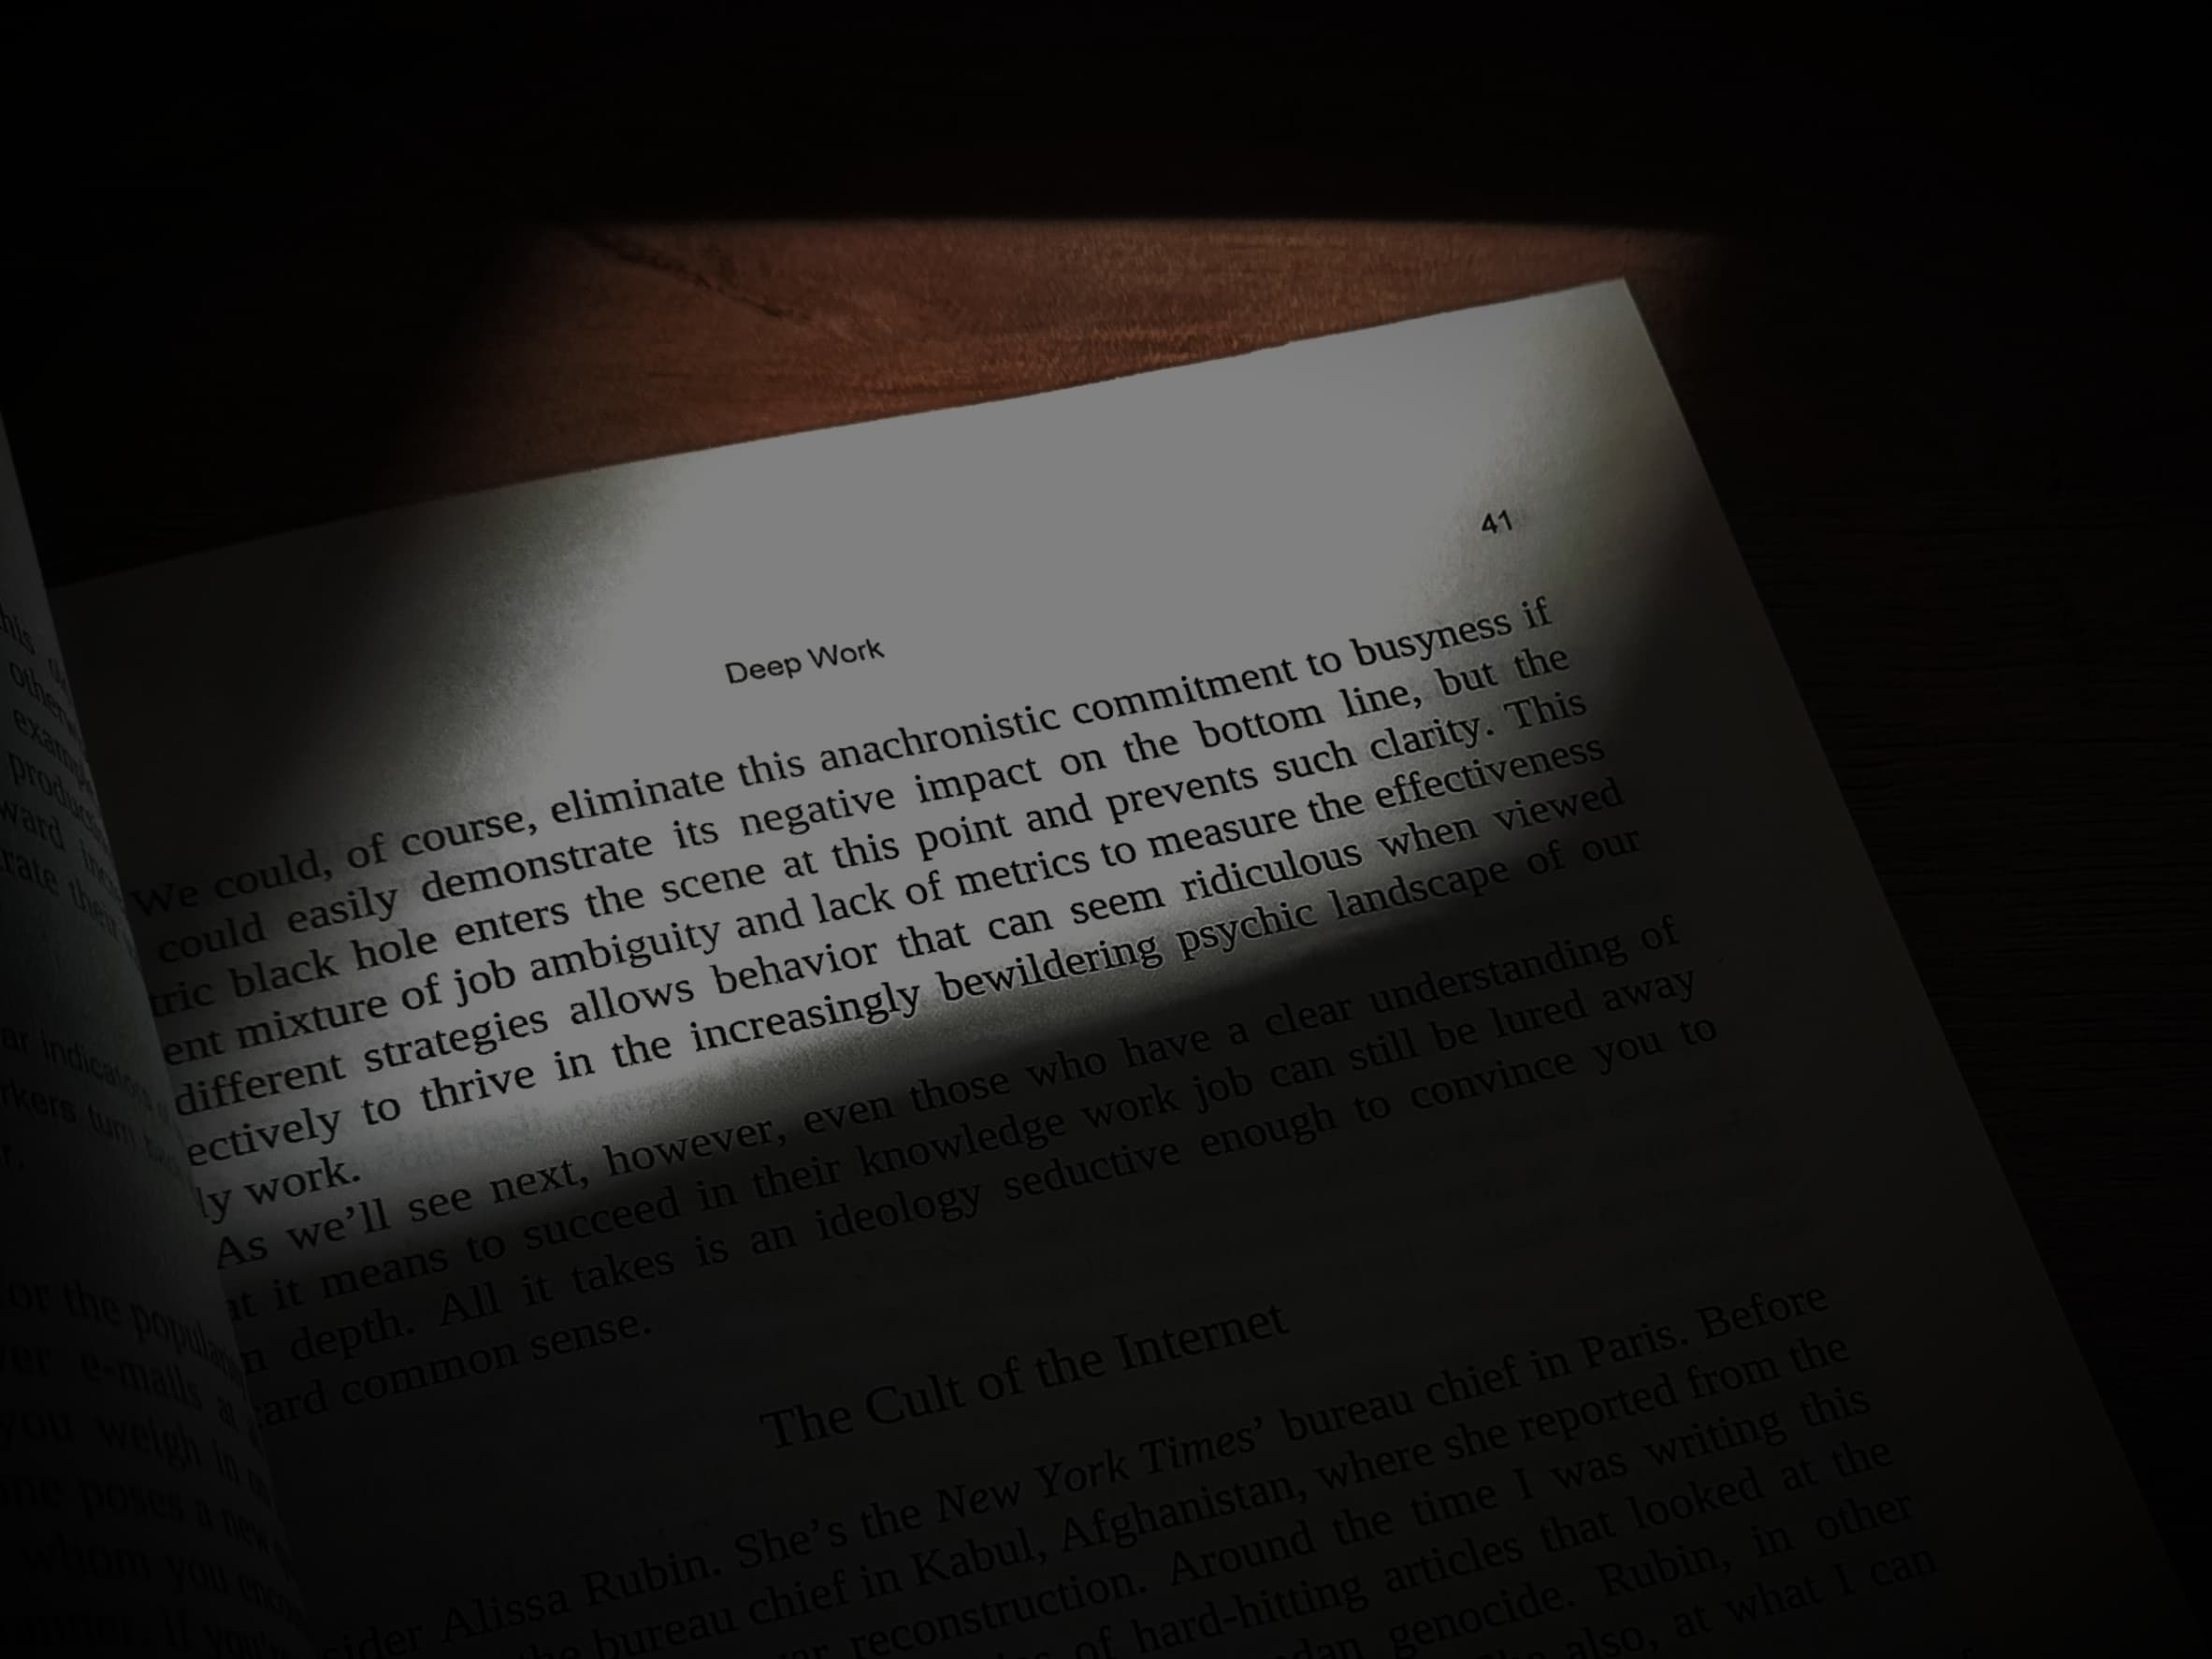 41
Deep Work
We could, of course, eliminate this anachronistic commitment to busyness if
could easily demonstrate its negative impact on the bottom line, but the
tric black hole enters the scene at this point and prevents such clarity. This
ent mixture of job ambiguity and lack of metrics to measure the effectiveness
different strategies allows behavior that can seem ridiculous when viewed
ectively to thrive in the increasingly bewildering psychic landscape of our
ly work.
As we’ll see next, however, even those who have a clear understanding of
at it means to succeed in their knowledge work job can still be lured away
n depth. All it takes is an ideology seductive enough to convince you to
ard common sense.
The Cult of the Internet
sider Alissa Rubin. She’s the New York Times’ bureau chief in Paris. Before
the bureau chief in Kabul, Afghanistan, where she reported from the
reconstruction. Around the time I was writing this
of hard-hitting articles that looked at the
genocide. Rubin, in other
also, at what I can